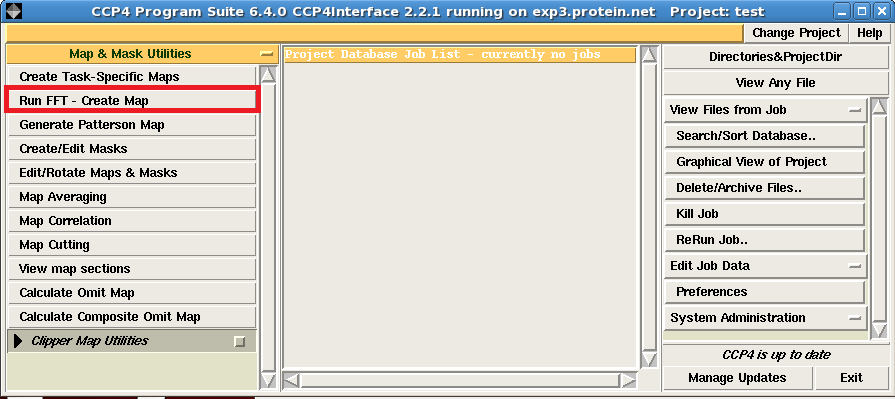 CCP4 Program Suite 6.4.0 CCP4Interface 2.2.1 running on exp3.protein.net Project: test
Change Project Help
Map & Mask Utilities
Create Task-Specific Maps
Run FFT - Create Map
Generate Patterson Map
Create/Edit Masks
Edit/Rotate Maps & Masks
Map Averaging
Map Correlation
Map Cutting
View map sections
Calculate Omit Map
Calculate Composite Omit Map
Clipper Map Utilities
Project Database Job List - currently no jobs
Directories&ProjectDir
View Any File
View Files from Job
Search/Sort Database..
Graphical View of Project
Delete/Archive Files..
Kill Job
ReRun Job..
Edit Job Data
Preferences
System Administration
CCP4 is up to date
Manage Updates Exit